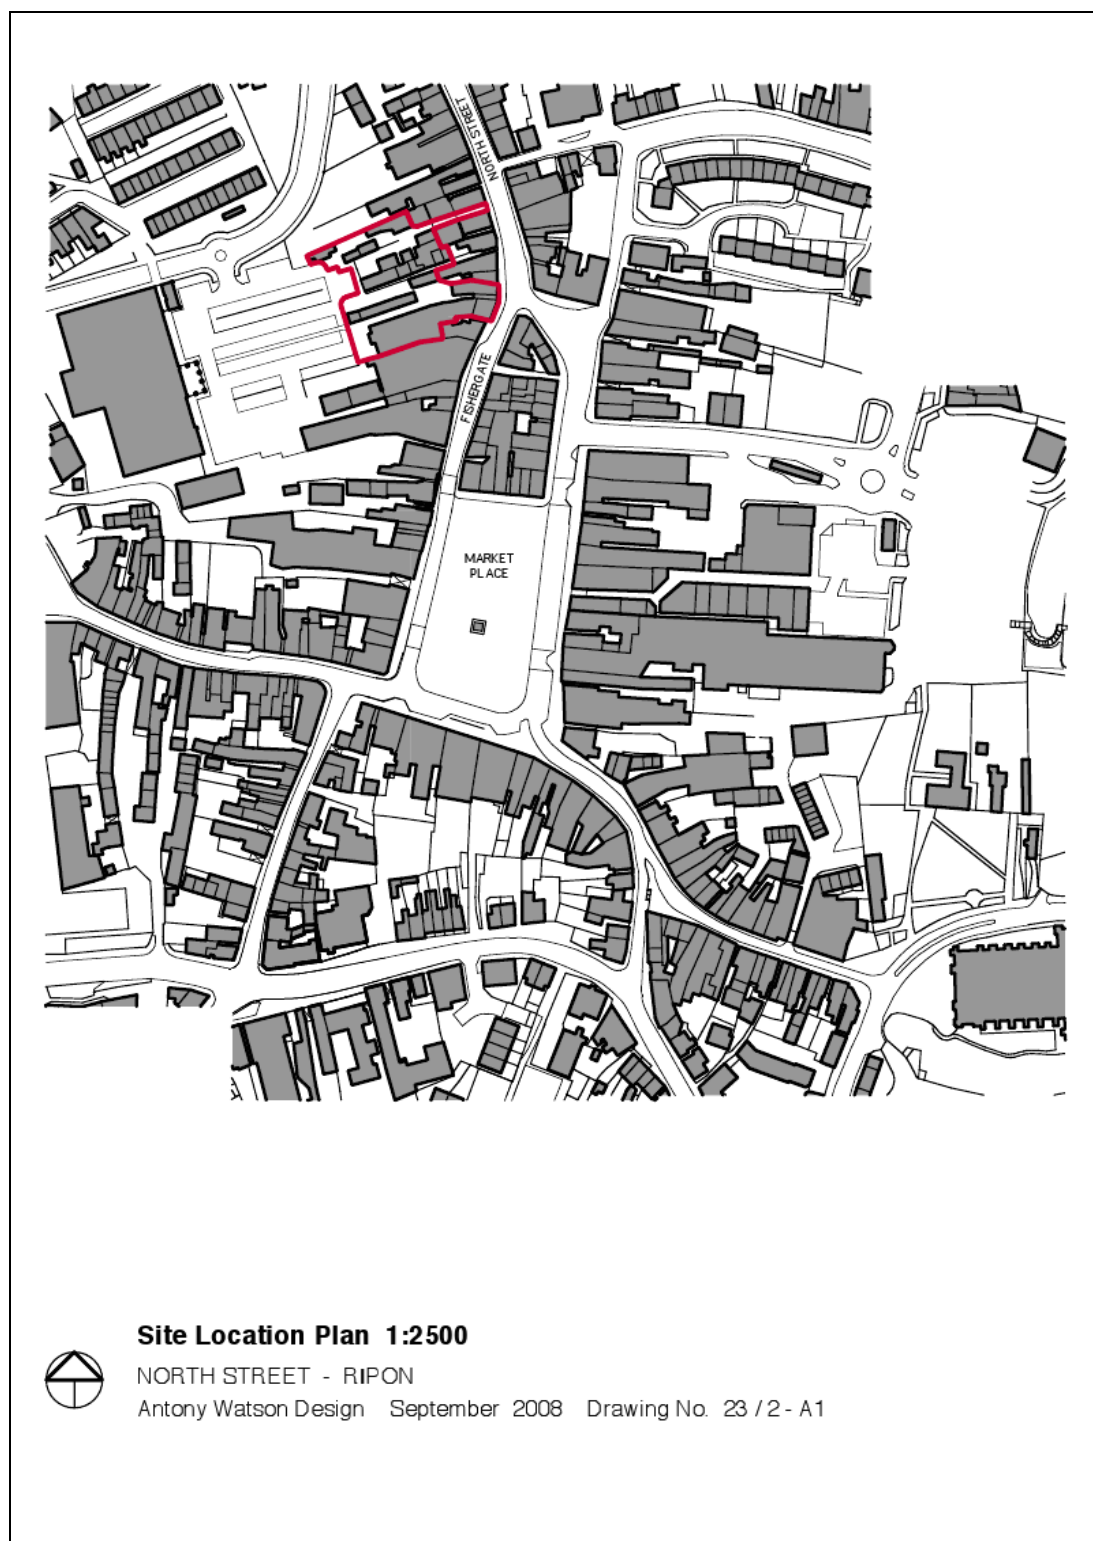 NORTH STREET
FISHERGATE
MARKET
PLACE
Site Location Plan 1:2500
NORTH STREET - RIPON
Antony Watson Design September 2008 Drawing No. 23 / 2 - A1